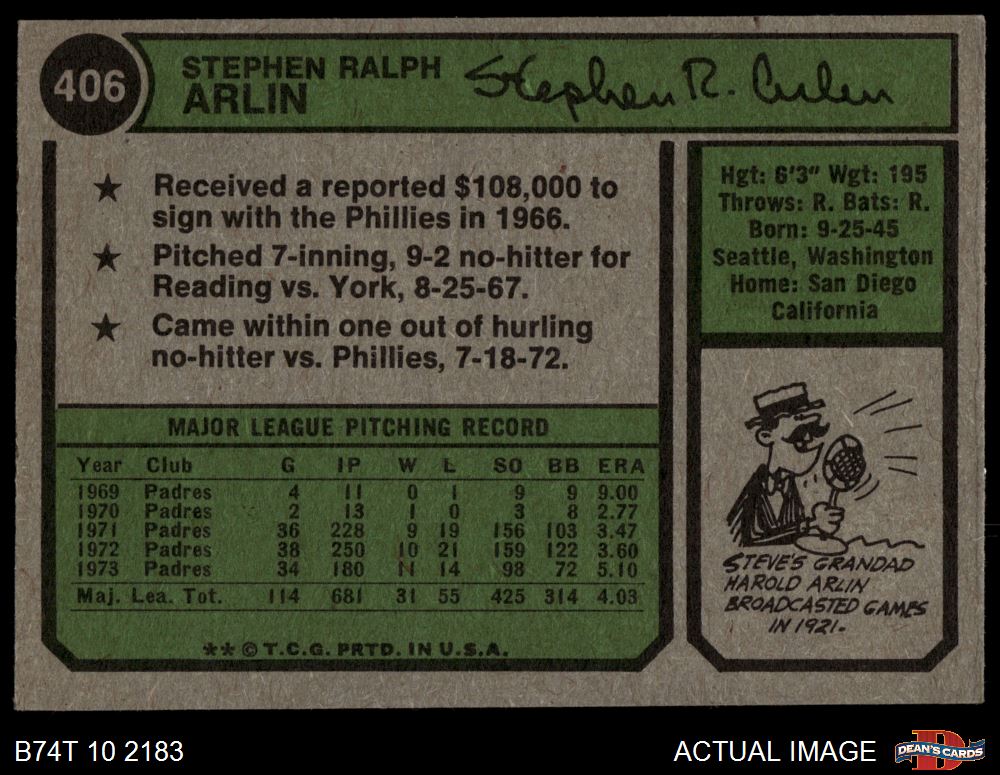 406
STEPHEN RALPH
ARLIN
Stephen R. Arlin
★ Received a reported $108,000 to
sign with the Phillies in 1966.
★ Pitched 7-inning, 9-2 no-hitter for
Reading vs. York, 8-25-67.
★ Came within one out of hurling
no-hitter vs. Phillies, 7-18-72.
Hgt: 6'3" Wgt: 195
Throws: R. Bats: R.
Born: 9-25-45
Seattle, Washington
Home: San Diego
California
MAJOR LEAGUE PITCHING RECORD
Year Club G IP W L SO BB ERA
1969 Padres 4 11 0 1 9 9 9.00
1970 Padres 2 13 1 0 3 8 2.77
1971 Padres 36 228 9 19 156 103 3.47
1972 Padres 38 250 10 21 159 122 3.60
1973 Padres 34 180 11 14 98 72 5.10
Maj. Lea. Tot. 114 681 31 55 425 314 4.03
** © T.C.G. PRTD. IN U.S.A.
STEVE'S GRANDAD
HAROLD ARLIN
BROADCASTED GAMES
IN 1921.
B74T 10 2183
ACTUAL IMAGE
DEAN'S CARDS